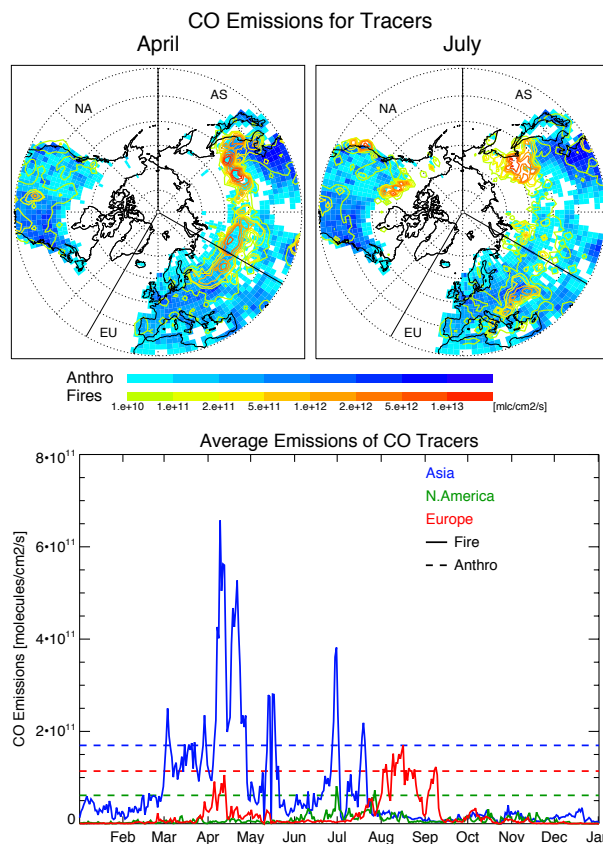 CO Emissions for Tracers
April July
NA AS NA AS
EU EU
Anthro
Fires
1.e+10 1.e+11 2.e+11 5.e+11 1.e+12 2.e+12 5.e+12 1.e+13 [mlc/cm2/s]
Average Emissions of CO Tracers
8•10¹¹
6•10¹¹
4•10¹¹
2•10¹¹
0
CO Emissions [molecules/cm2/s]
Asia
N.America
Europe
Fire
Anthro
Feb Mar Apr May Jun Jul Aug Sep Oct Nov Dec Jan